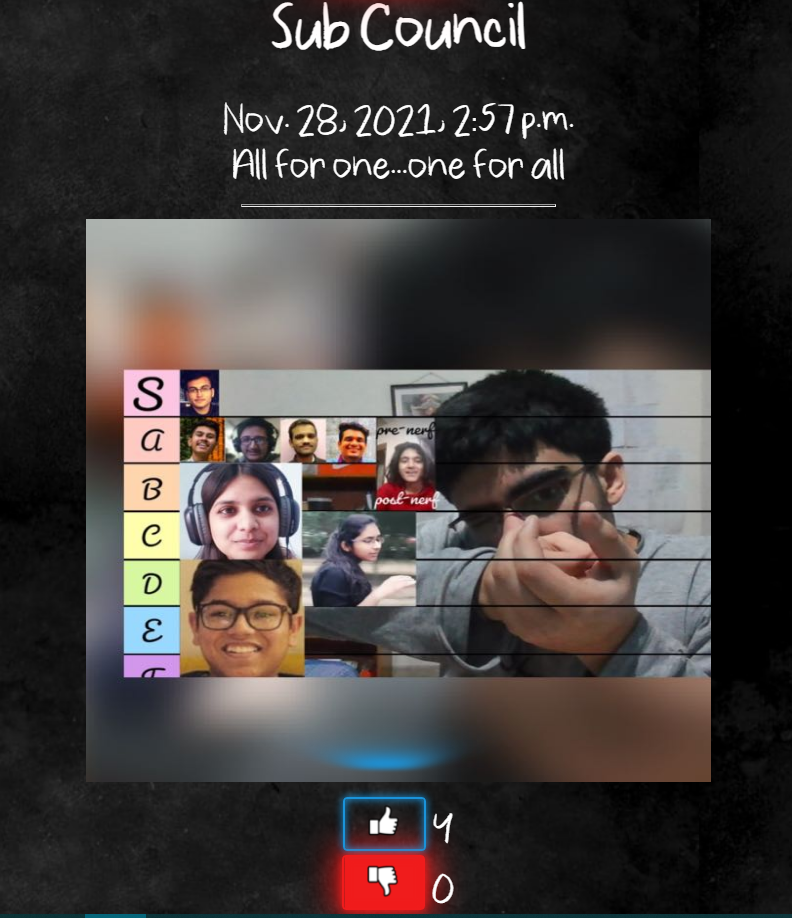 Sub Council
Nov. 28, 2021, 2:57 p.m.
All for one...one for all
S
A
pre-nerf
B
post-nerf
C
D
E
4
0